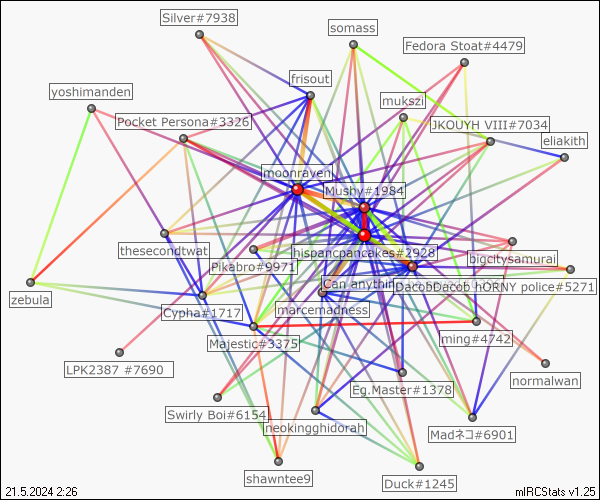 Silver#7938
somass
Fedora Stoat#4479
frisout
yoshimanden
mukszi
Pocket Persona#3326
JKOUYH VIII#7034
eliakith
moonraven
Mushy#1984
thesecondtwat
hispancpancakes#2928
bigcitysamurai
Pikabro#9971
Can anything
DacobDacob
HORNY police#5271
zebula
Cypha#1717
marcemadness
Majestic#3375
ming#4742
LPK2387 #7690
normalwan
Eg.Master#1378
Swirly Boi#6154
neokingghidorah
Madネコ#6901
shawntee9
Duck#1245
21.5.2024 2:26
mIRCStats v1.25